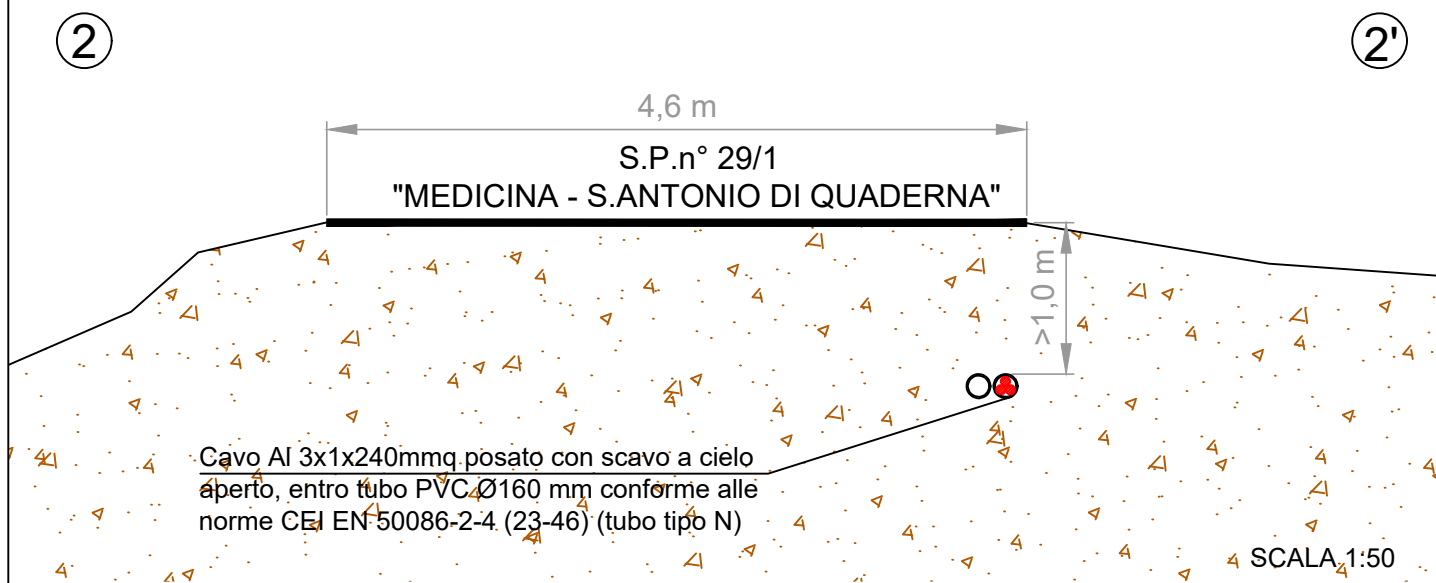 2
2'
4,6 m
S.P.n° 29/1
"MEDICINA - S.ANTONIO DI QUADERNA"
>1,0 m
Cavo Al 3x1x240mmq posato con scavo a cielo
aperto, entro tubo PVC Ø160 mm conforme alle
norme CEI EN 50086-2-4 (23-46) (tubo tipo N)
SCALA 1:50